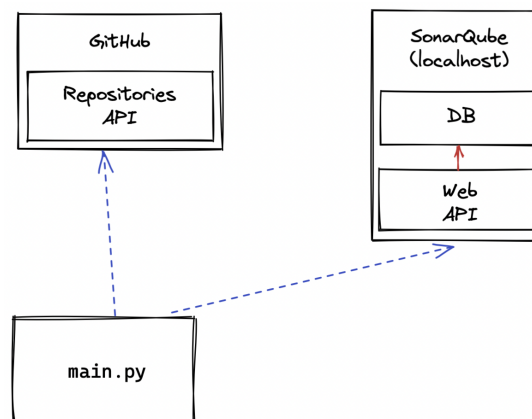 GitHub
Repositories
API
SonarQube
(localhost)
DB
Web
API
main.py